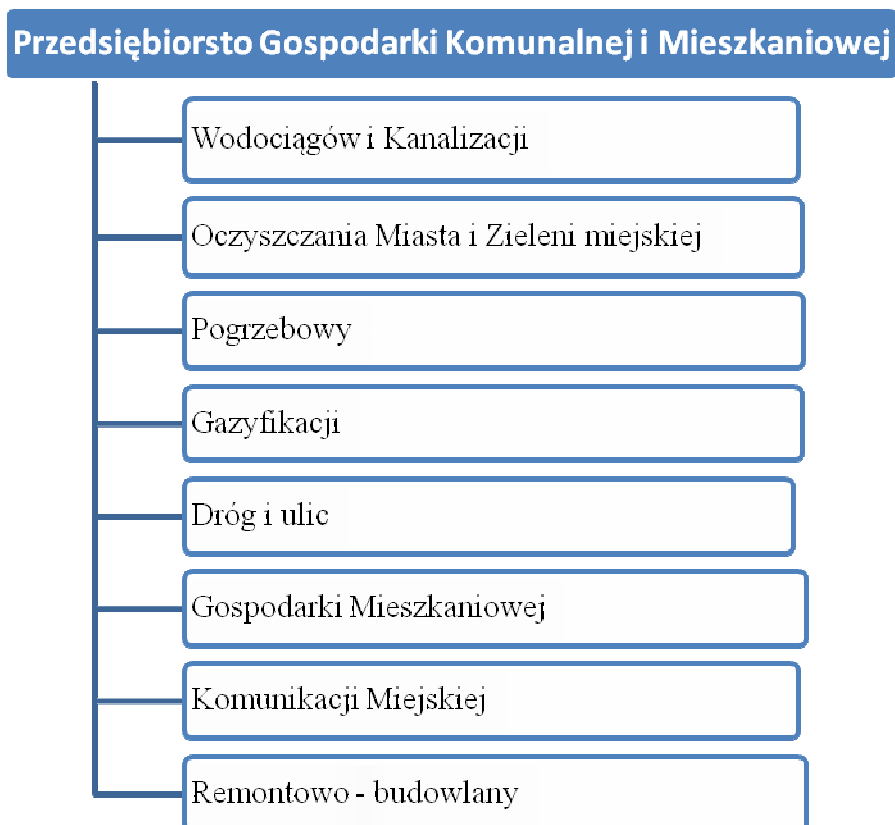 Przedsiębiorsto Gospodarki Komunalnej i Mieszkaniowej
Wodociągów i Kanalizacji
Oczyszczania Miasta i Zieleni miejskiej
Pogrzebowy
Gazyfikacji
Dróg i ulic
Gospodarki Mieszkaniowej
Komunikacji Miejskiej
Remontowo - budowlany